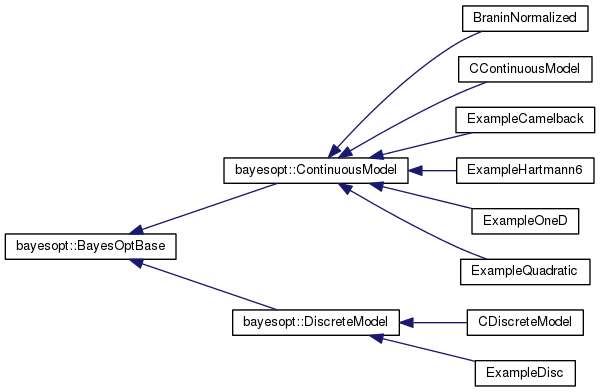 BraninNormalized
CContinuousModel
ExampleCamelback
bayesopt::ContinuousModel
ExampleHartmann6
ExampleOneD
bayesopt::BayesOptBase
ExampleQuadratic
bayesopt::DiscreteModel
CDiscreteModel
ExampleDisc